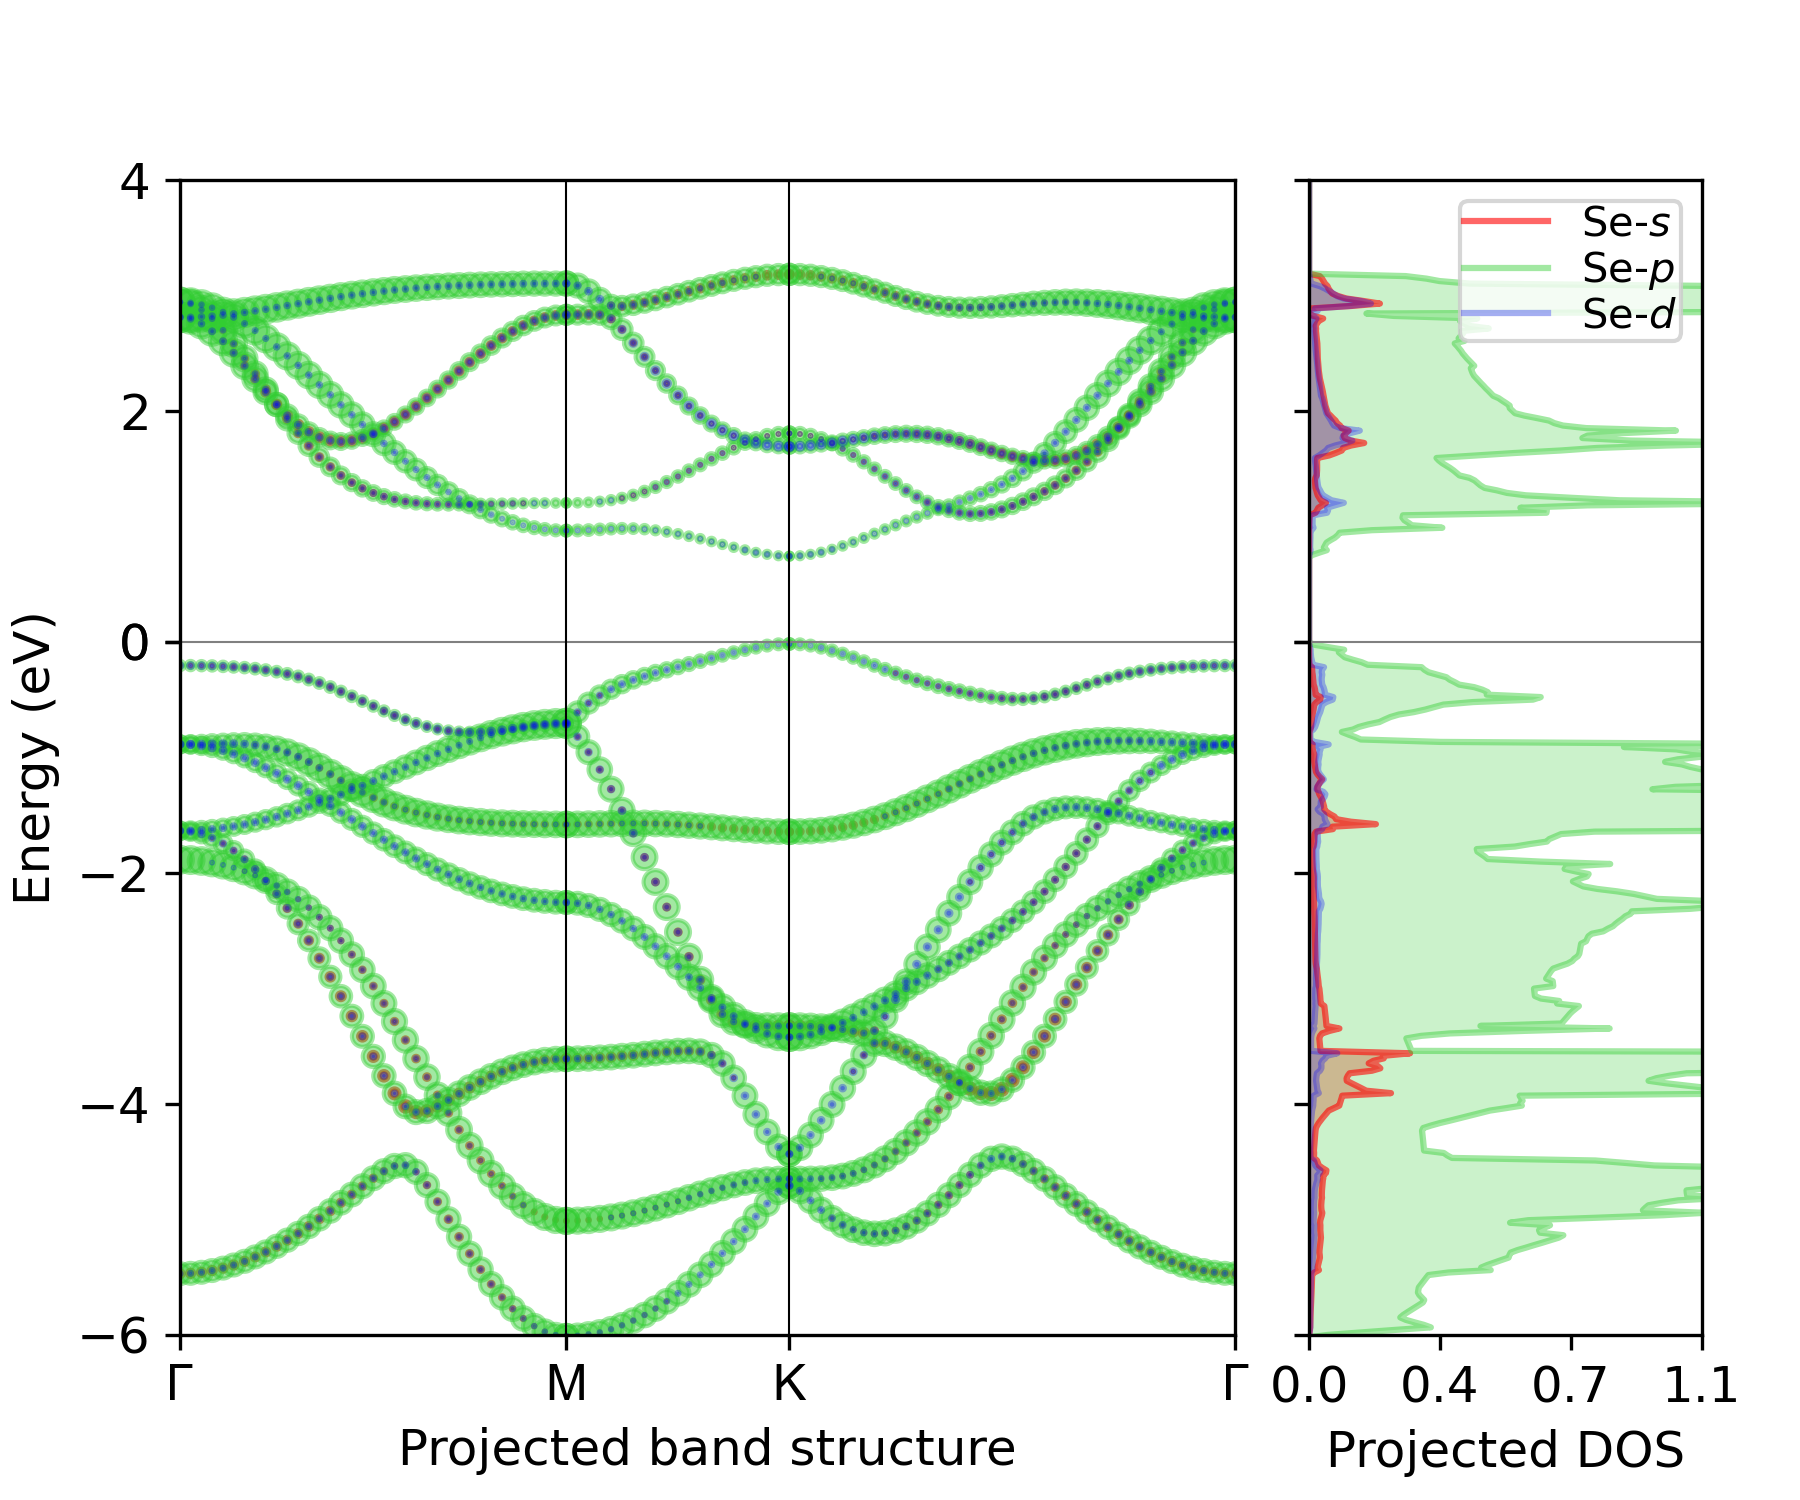 4
2
0
−2
−4
−6
Energy (eV)
Γ M K Γ
Projected band structure
Se-s
Se-p
Se-d
0.0 0.4 0.7 1.1
Projected DOS